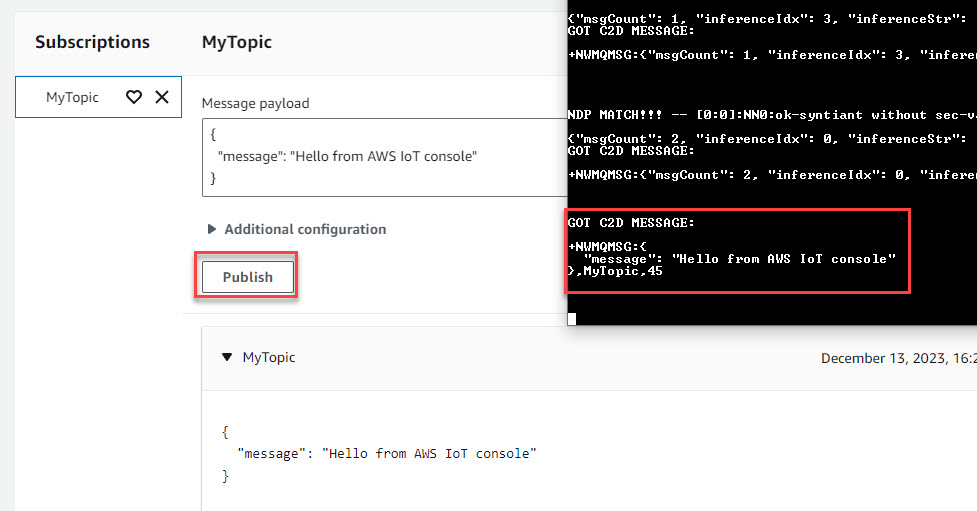 Subscriptions
MyTopic
MyTopic
Message payload
{
"message": "Hello from AWS IoT console"
}
Additional configuration
Publish
MyTopic
December 13, 2023, 16:2
{
"message": "Hello from AWS IoT console"
}
{"msgCount": 1, "inferenceIdx": 3, "inferenceStr":
GOT C2D MESSAGE:
+NWMQMSG:{"msgCount": 1, "inferenceIdx": 3, "infere
NDP MATCH!!! -- [0:0]:NN0:ok-syntiant without sec-v
{"msgCount": 2, "inferenceIdx": 0, "inferenceStr":
GOT C2D MESSAGE:
+NWMQMSG:{"msgCount": 2, "inferenceIdx": 0, "infere
GOT C2D MESSAGE:
+NWMQMSG:{
"message": "Hello from AWS IoT console"
},MyTopic,45